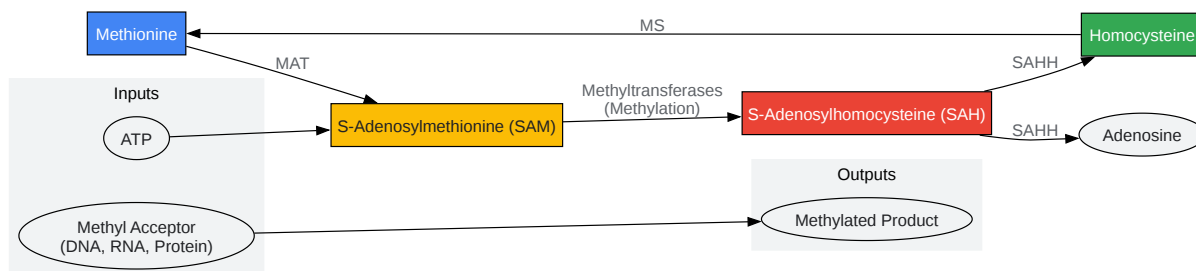 MS
Methionine
Homocysteine
MAT
SAHH
Inputs
Methyltransferases
(Methylation)
ATP
S-Adenosylmethionine (SAM)
S-Adenosylhomocysteine (SAH)
SAHH
Adenosine
Outputs
Methyl Acceptor
(DNA, RNA, Protein)
Methylated Product